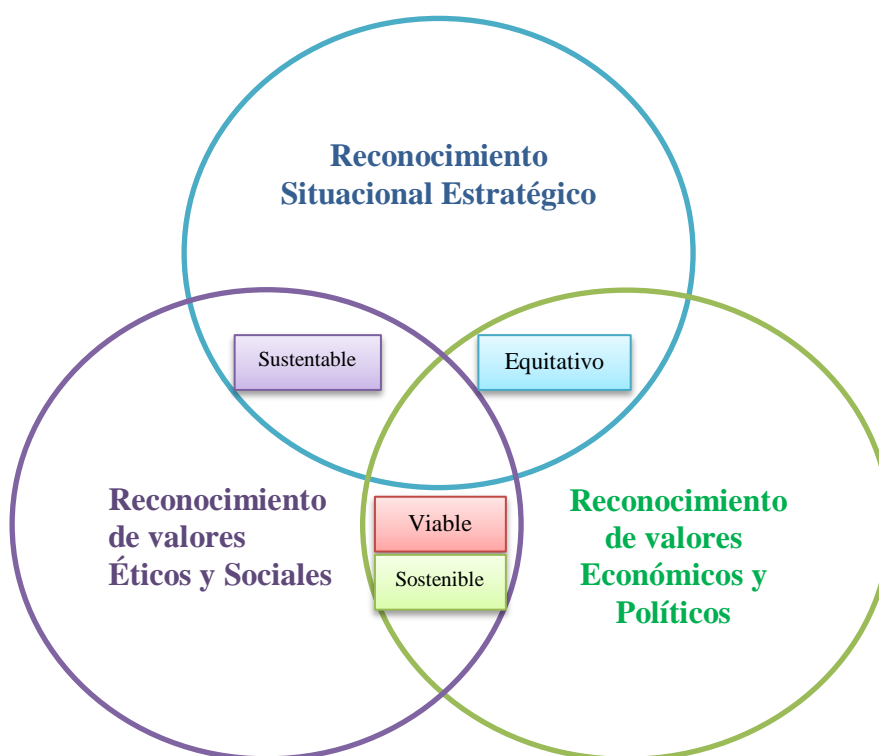 Reconocimiento
Situacional Estratégico
Sustentable
Equitativo
Reconocimiento
de valores
Éticos y Sociales
Viable
Sostenible
Reconocimiento
de valores
Económicos y
Políticos